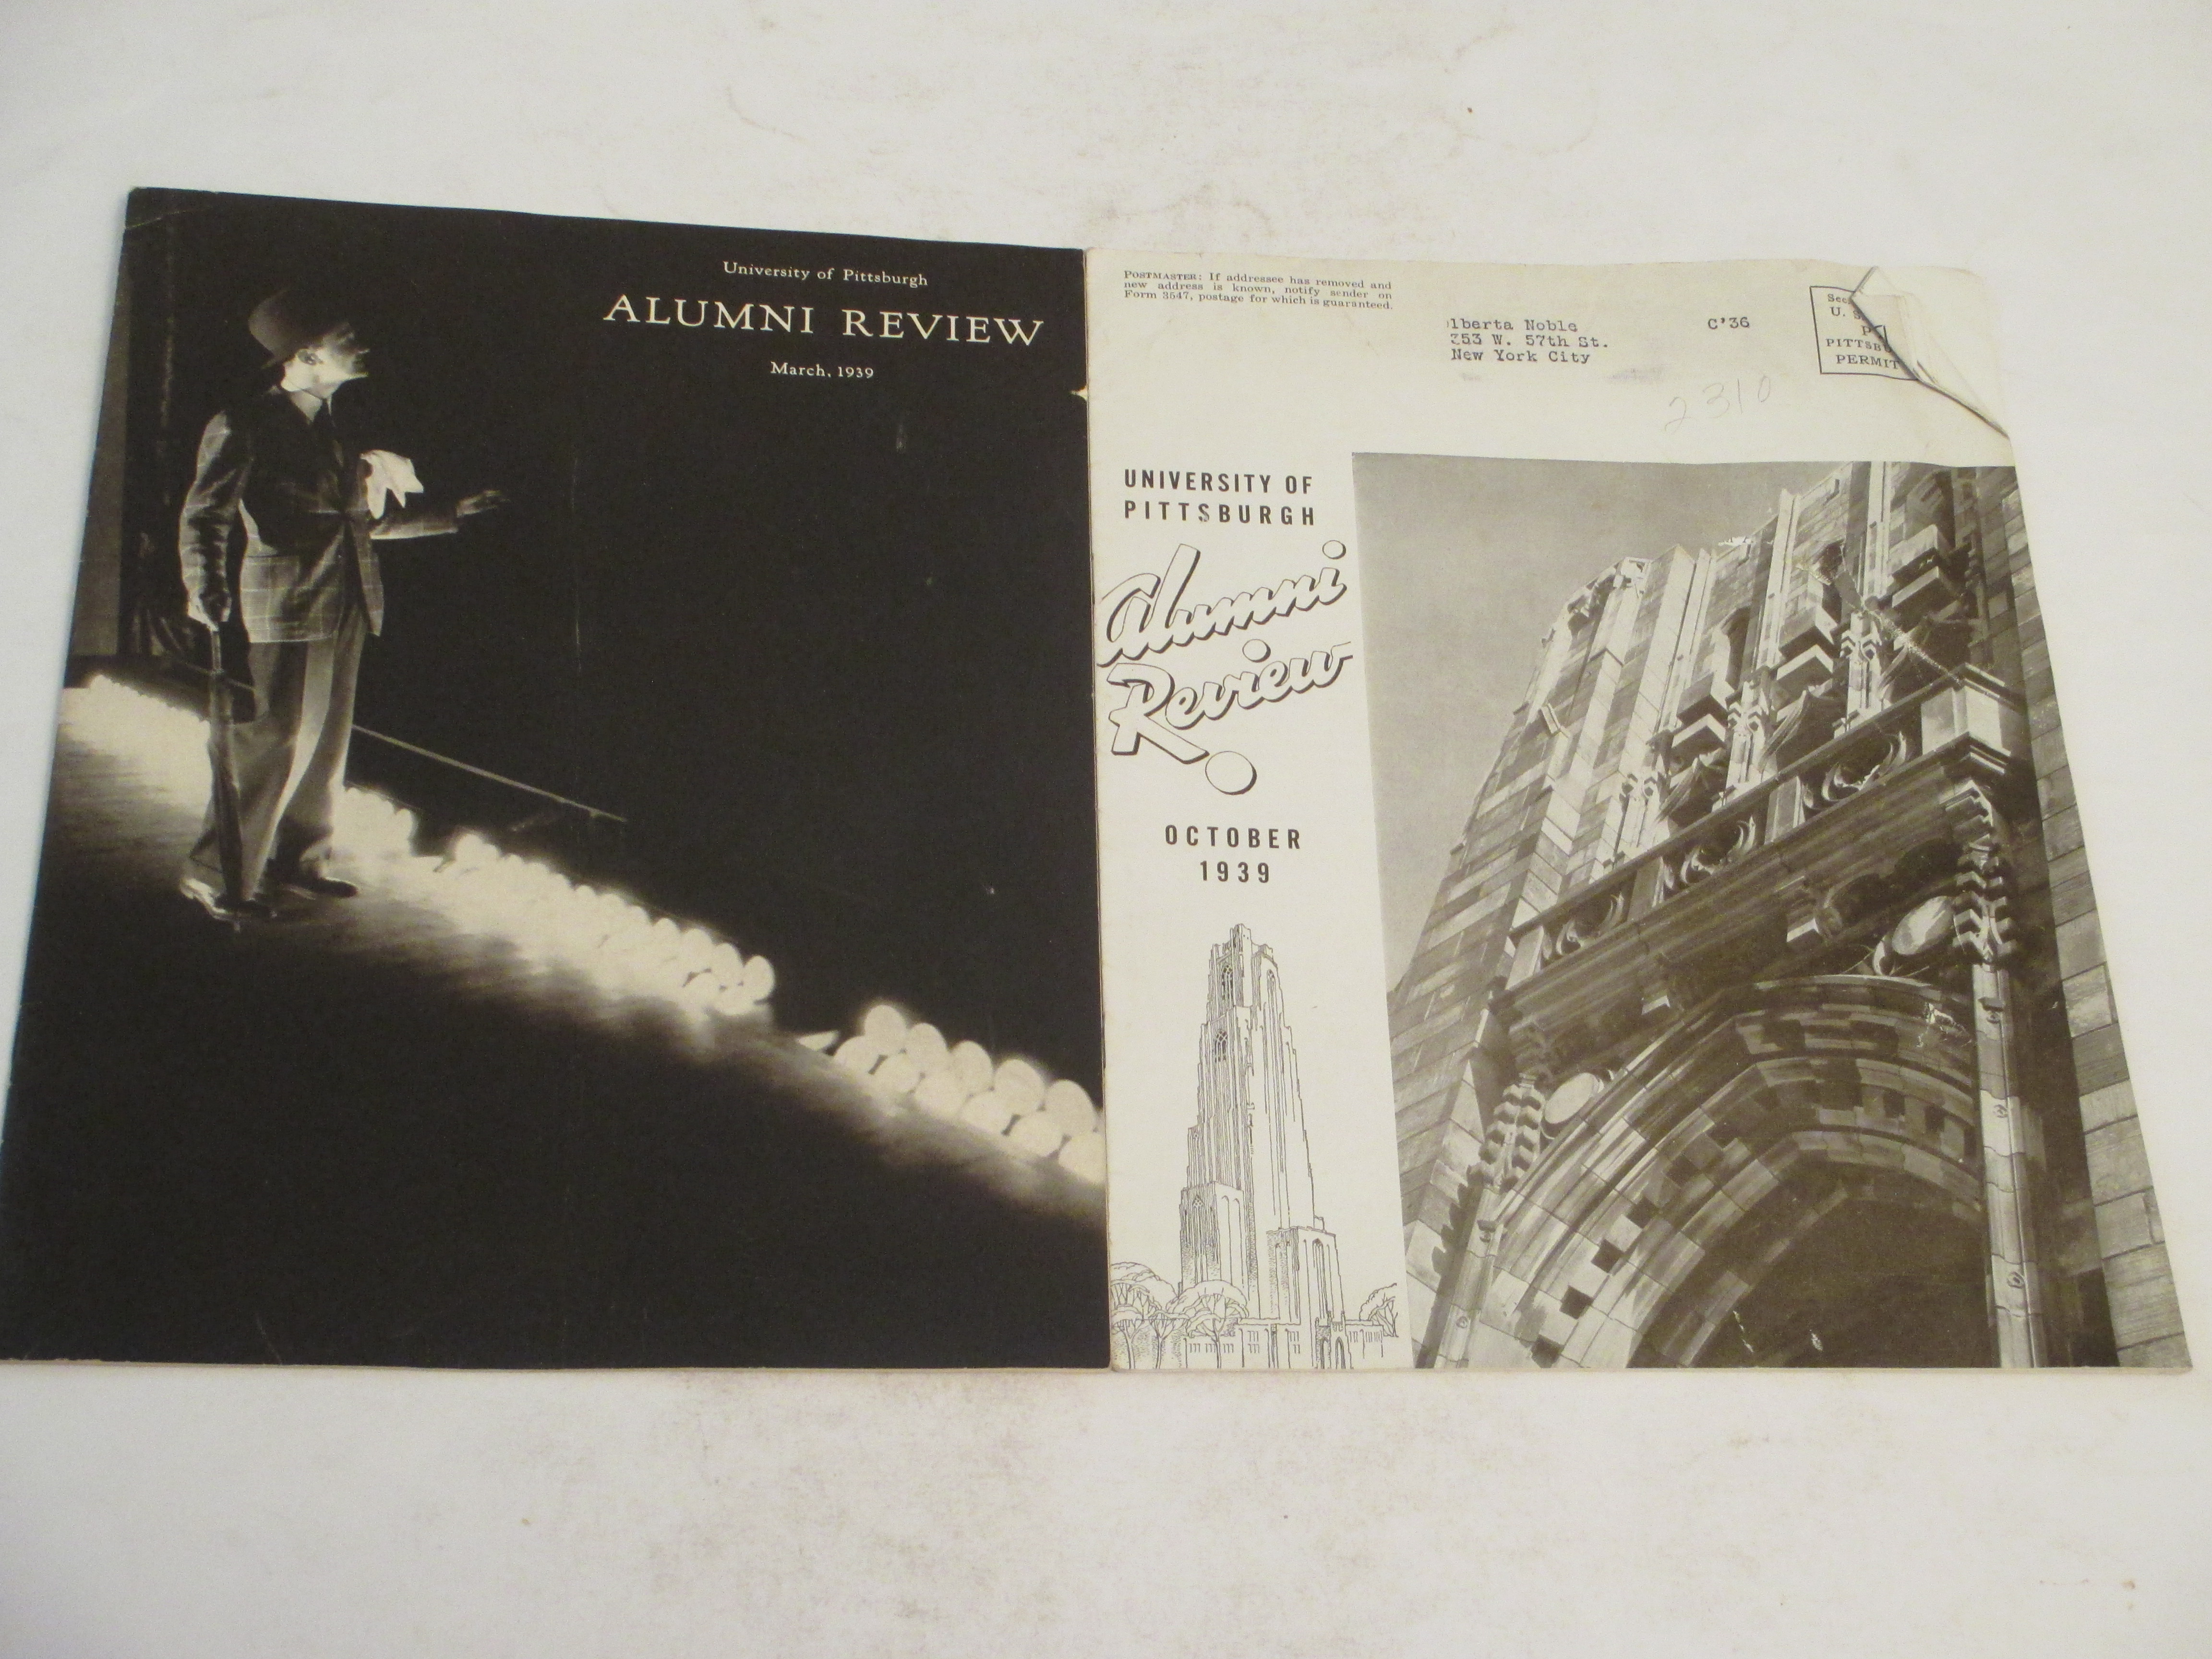 University of Pittsburgh
ALUMNI REVIEW
March, 1939
POSTMASTER: If addressee has removed and
new address is known, notify sender on
Form 3547, postage for which is guaranteed.
lberta Noble C'36
353 W. 57th St.
New York City
2310
Sec
U. S.
P
PITTSB
PERMIT
UNIVERSITY OF
PITTSBURGH
Alumni
Review
OCTOBER
1939